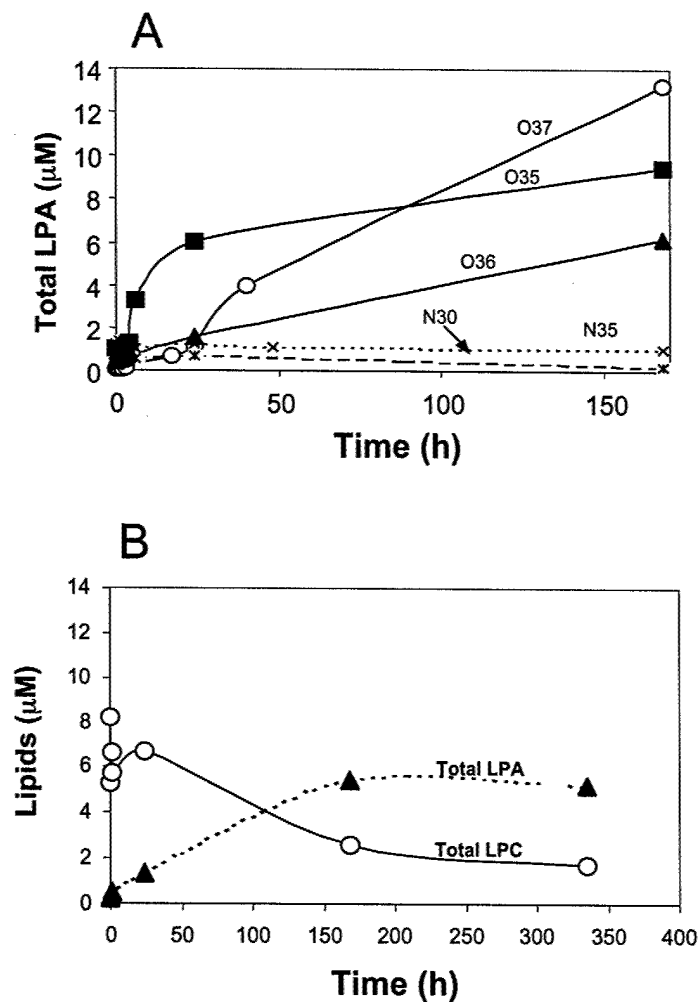 A
14
12
10
8
6
4
2
0
Total LPA (μM)
O37
O35
O36
N30
N35
0 50 100 150
Time (h)
B
14
12
10
8
6
4
2
0
Lipids (μM)
Total LPA
Total LPC
0 50 100 150 200 250 300 350 400
Time (h)